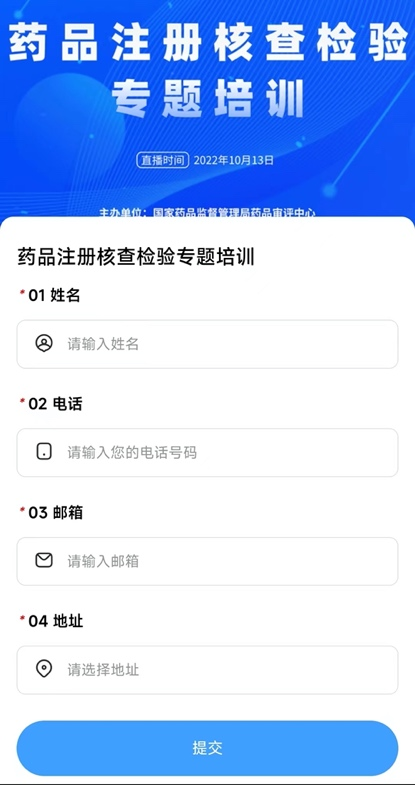 药品注册核查检验
专题培训
直播时间 2022年10月13日
主办单位：国家药品监督管理局药品审评中心
药品注册核查检验专题培训
*01 姓名
请输入姓名
*02 电话
请输入您的电话号码
*03 邮箱
请输入邮箱
*04 地址
请选择地址
提交